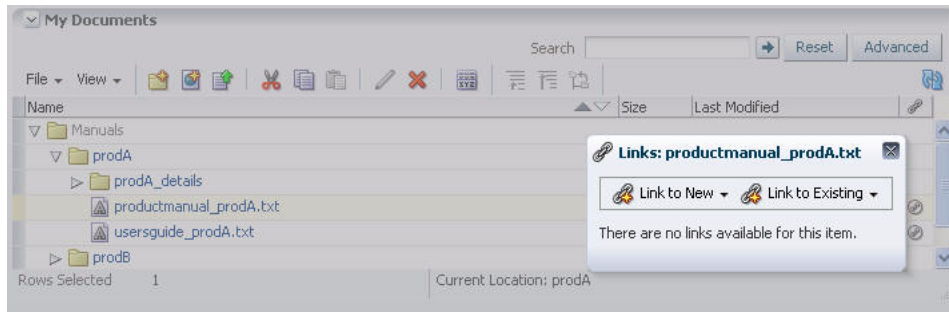 My Documents
Search Reset Advanced
File View
Name Size Last Modified
Manuals
prodA
prodA_details
productmanual_prodA.txt
usersguide_prodA.txt
prodB
Links: productmanual_prodA.txt
Link to New Link to Existing
There are no links available for this item.
Rows Selected 1 Current Location: prodA